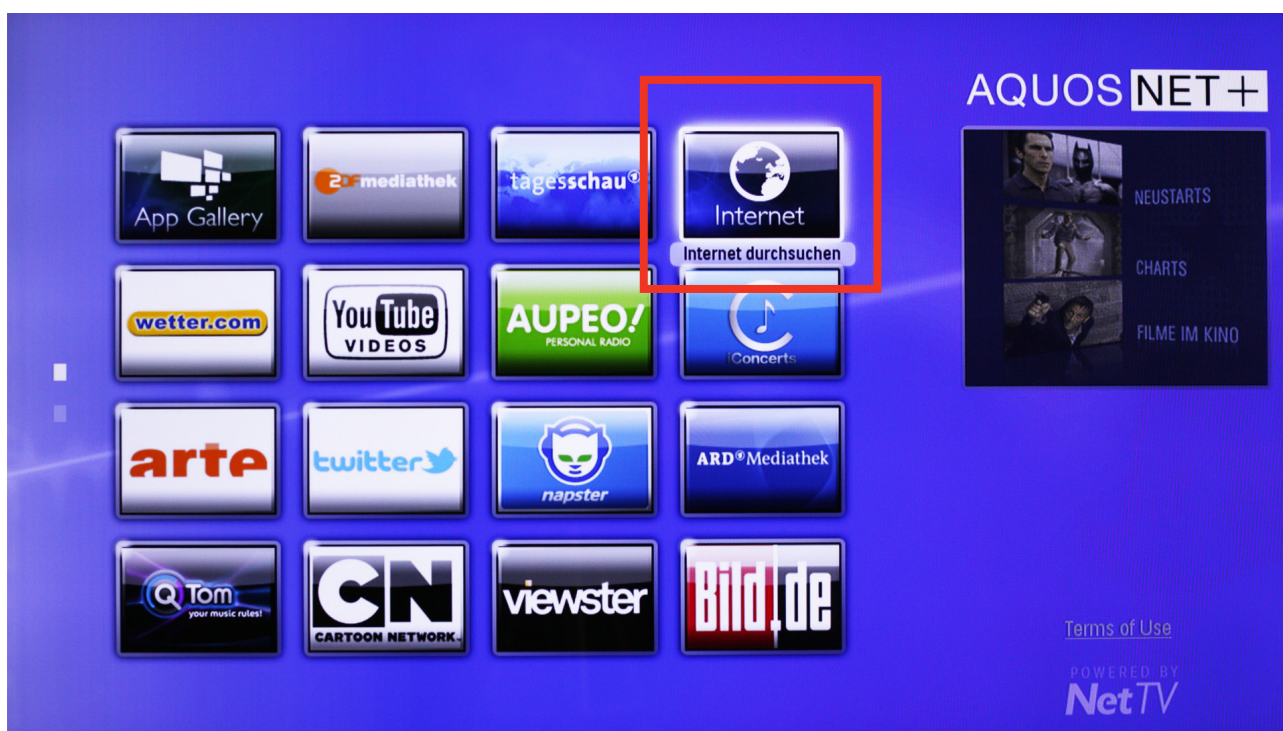 AQUOS NET+
App Gallery
ZDFmediathek
tagesschau
Internet
Internet durchsuchen
NEUSTARTS
CHARTS
FILME IM KINO
wetter.com
YouTube
VIDEOS
AUPEO!
PERSONAL RADIO
iConcerts
arte
twitter
napster
ARD Mediathek
QTom
your music rules!
CN
CARTOON NETWORK
viewster
Bild.de
Terms of Use
POWERED BY
NetTV